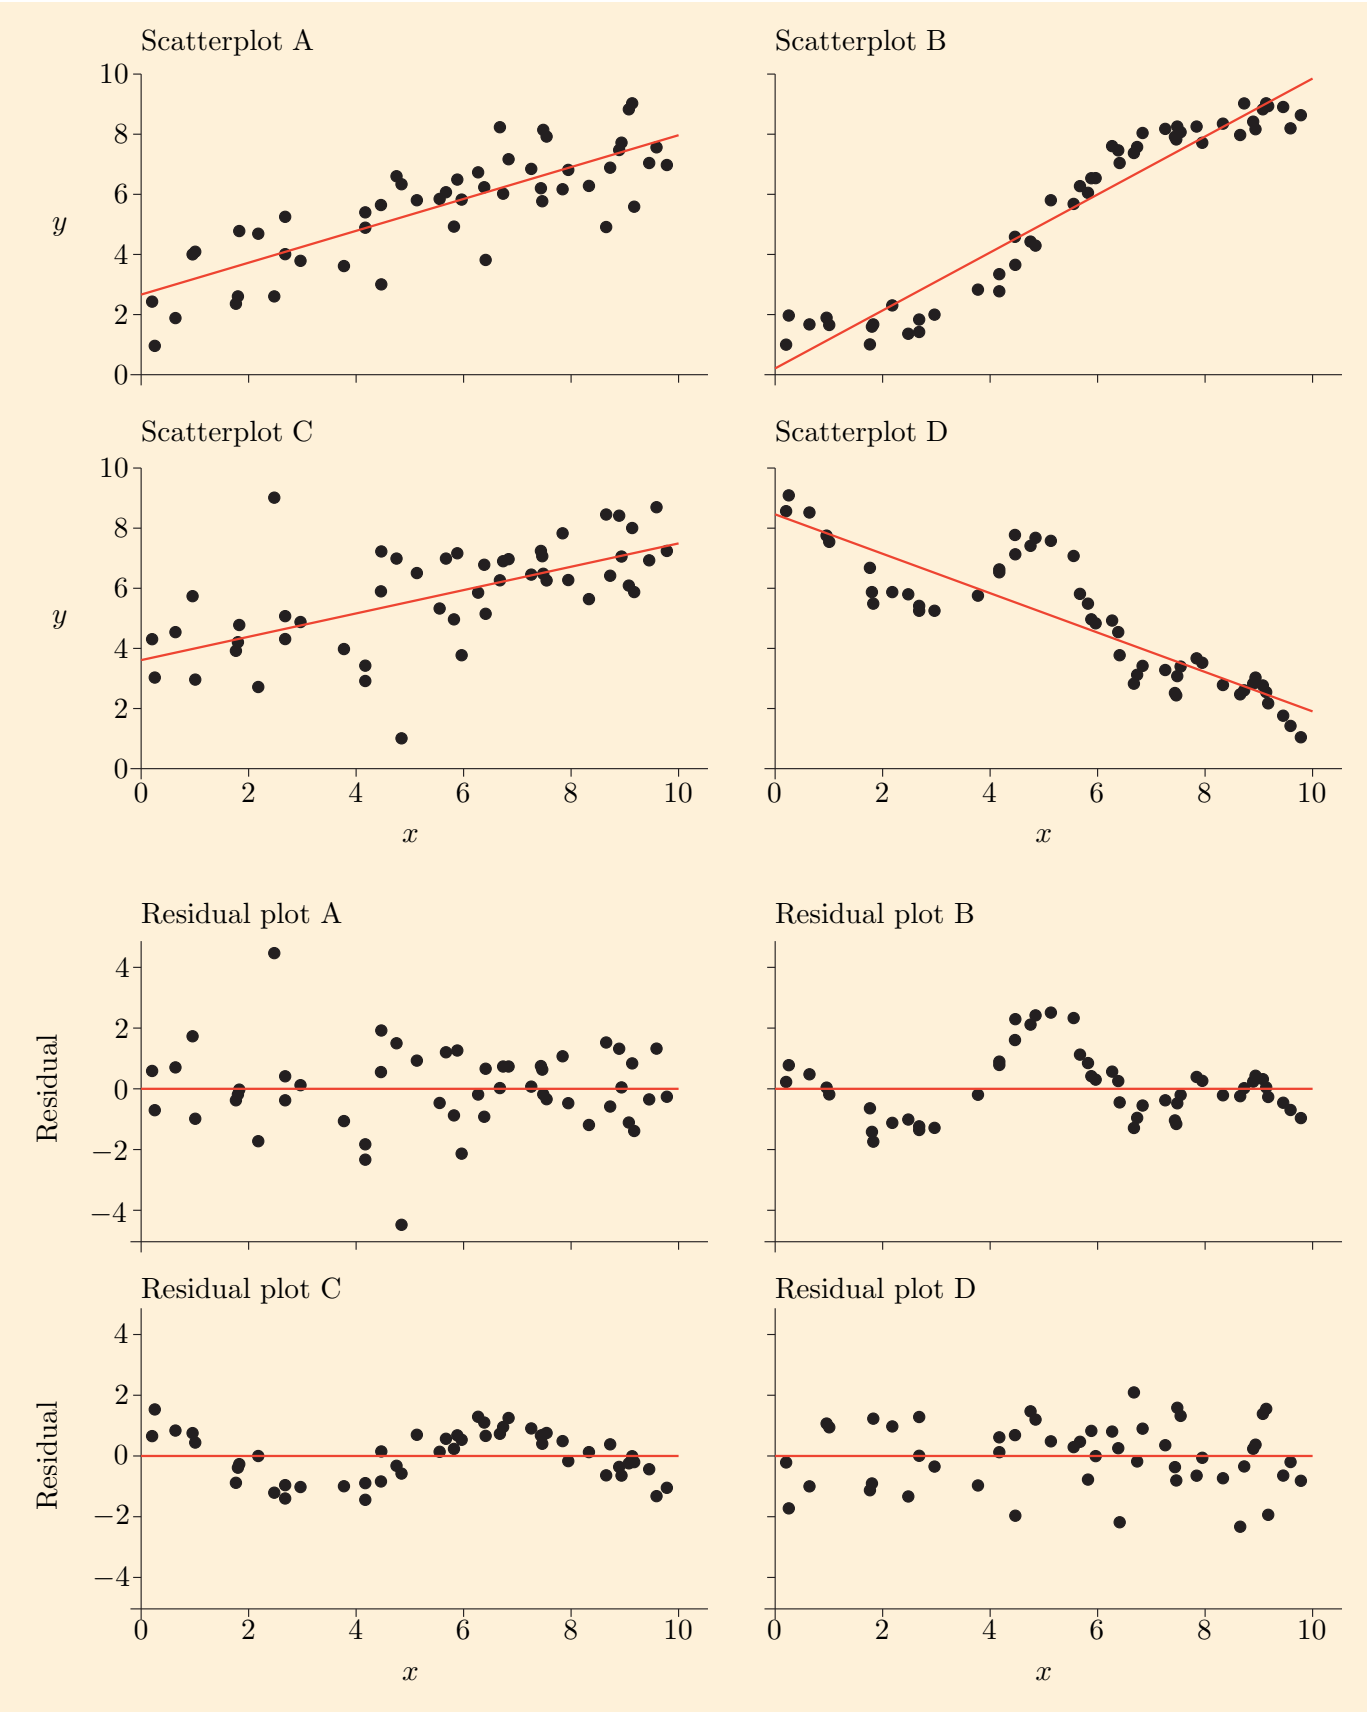 Scatterplot A Scatterplot B
10
8
6
y
4
2
0
Scatterplot C Scatterplot D
10
8
6
y
4
2
0
0 2 4 6 8 10 0 2 4 6 8 10
x x
Residual plot A Residual plot B
4
2
0
Residual
−2
−4
Residual plot C Residual plot D
4
2
0
Residual
−2
−4
0 2 4 6 8 10 0 2 4 6 8 10
x x